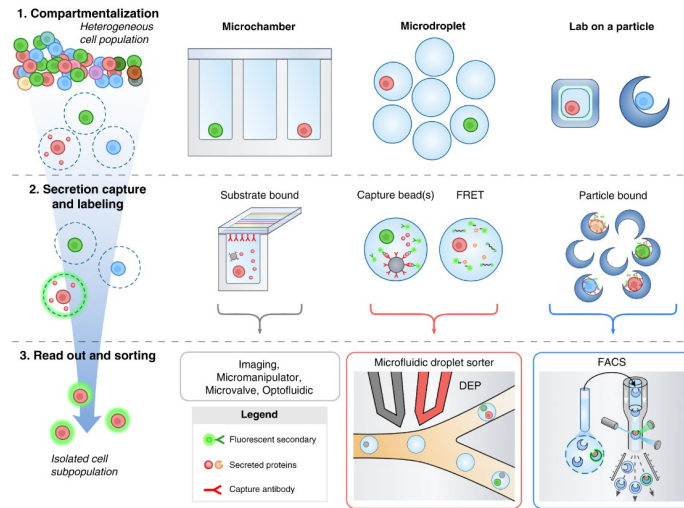 1. Compartmentalization
Heterogeneous
cell population
Microchamber
Microdroplet
Lab on a particle
2. Secretion capture
and labeling
Substrate bound
Capture bead(s)
FRET
Particle bound
3. Read out and sorting
Imaging,
Micromanipulator,
Microvalve, Optofluidic
Legend
Fluorescent secondary
Secreted proteins
Capture antibody
Microfluidic droplet sorter
DEP
FACS
Isolated cell
subpopulation